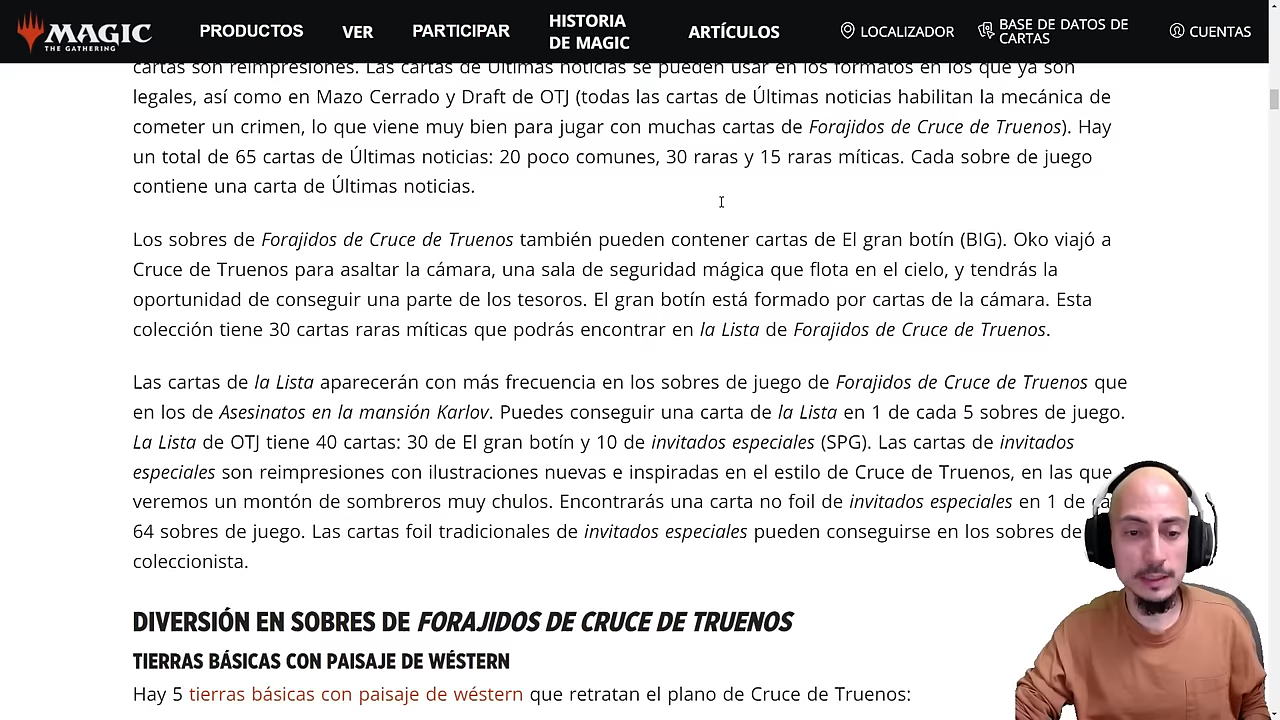 MAGIC
THE GATHERING
PRODUCTOS
VER
PARTICIPAR
HISTORIA
DE MAGIC
ARTÍCULOS
LOCALIZADOR
BASE DE DATOS DE
CARTAS
CUENTAS
cartas son reimpresiones. Las cartas de Últimas noticias se pueden usar en los formatos en los que ya son
legales, así como en Mazo Cerrado y Draft de OTJ (todas las cartas de Últimas noticias habilitan la mecánica de
cometer un crimen, lo que viene muy bien para jugar con muchas cartas de Forajidos de Cruce de Truenos). Hay
un total de 65 cartas de Últimas noticias: 20 poco comunes, 30 raras y 15 raras míticas. Cada sobre de juego
contiene una carta de Últimas noticias.
Los sobres de Forajidos de Cruce de Truenos también pueden contener cartas de El gran botín (BIG). Oko viajó a
Cruce de Truenos para asaltar la cámara, una sala de seguridad mágica que flota en el cielo, y tendrás la
oportunidad de conseguir una parte de los tesoros. El gran botín está formado por cartas de la cámara. Esta
colección tiene 30 cartas raras míticas que podrás encontrar en la Lista de Forajidos de Cruce de Truenos.
Las cartas de la Lista aparecerán con más frecuencia en los sobres de juego de Forajidos de Cruce de Truenos que
en los de Asesinatos en la mansión Karlov. Puedes conseguir una carta de la Lista en 1 de cada 5 sobres de juego.
La Lista de OTJ tiene 40 cartas: 30 de El gran botín y 10 de invitados especiales (SPG). Las cartas de invitados
especiales son reimpresiones con ilustraciones nuevas e inspiradas en el estilo de Cruce de Truenos, en las que
veremos un montón de sombreros muy chulos. Encontrarás una carta no foil de invitados especiales en 1 de
64 sobres de juego. Las cartas foil tradicionales de invitados especiales pueden conseguirse en los sobres de
coleccionista.
DIVERSIÓN EN SOBRES DE FORAJIDOS DE CRUCE DE TRUENOS
TIERRAS BÁSICAS CON PAISAJE DE WÉSTERN
Hay 5 tierras básicas con paisaje de wéstern que retratan el plano de Cruce de Truenos: